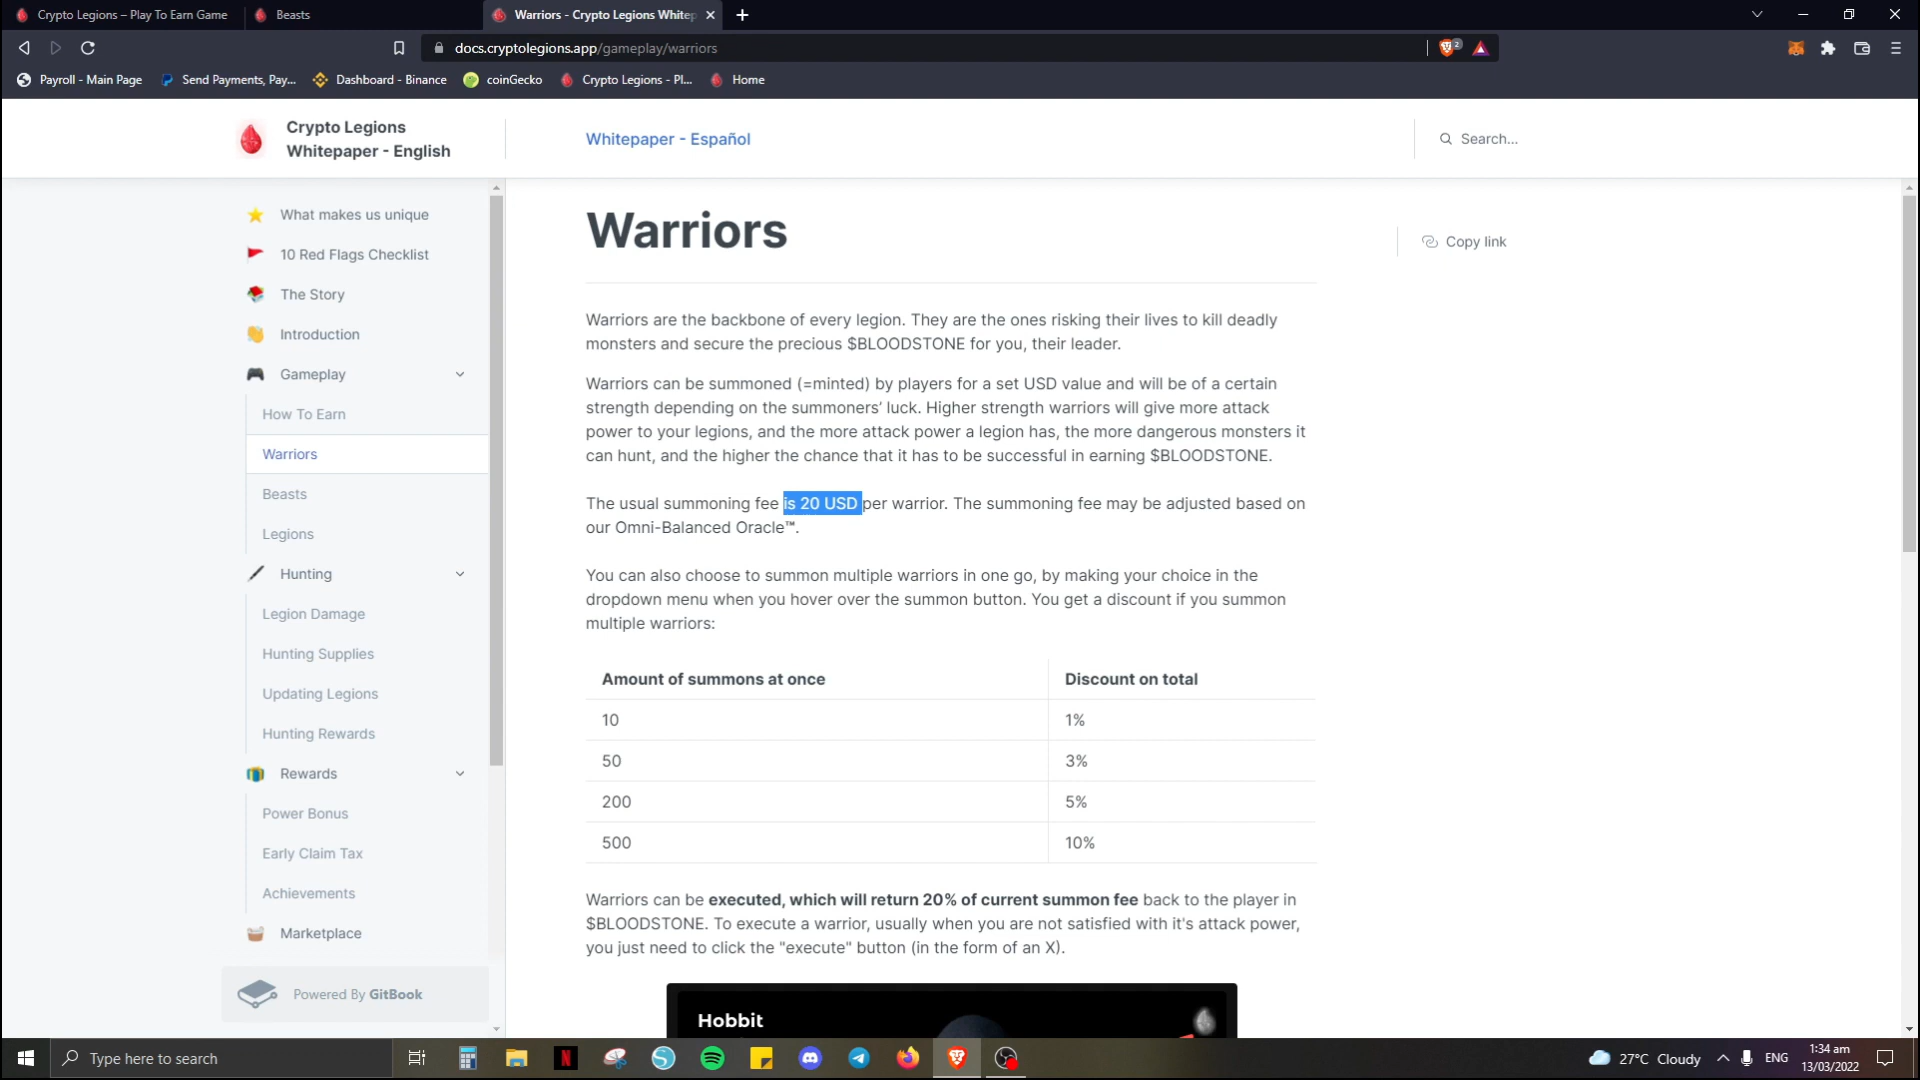 Crypto Legions – Play To Earn Game
Beasts
Warriors - Crypto Legions Whitep
docs.cryptolegions.app/gameplay/warriors
2
Payroll - Main Page
Send Payments, Pay...
Dashboard - Binance
coinGecko
Crypto Legions - Pl...
Home
Crypto Legions
Whitepaper - English
Whitepaper - Español
Search...
What makes us unique
10 Red Flags Checklist
The Story
Introduction
Gameplay
How To Earn
Warriors
Beasts
Legions
Hunting
Legion Damage
Hunting Supplies
Updating Legions
Hunting Rewards
Rewards
Power Bonus
Early Claim Tax
Achievements
Marketplace
Powered By GitBook
Warriors
Copy link
Warriors are the backbone of every legion. They are the ones risking their lives to kill deadly
monsters and secure the precious $BLOODSTONE for you, their leader.
Warriors can be summoned (=minted) by players for a set USD value and will be of a certain
strength depending on the summoners’ luck. Higher strength warriors will give more attack
power to your legions, and the more attack power a legion has, the more dangerous monsters it
can hunt, and the higher the chance that it has to be successful in earning $BLOODSTONE.
The usual summoning fee is 20 USD per warrior. The summoning fee may be adjusted based on
our Omni-Balanced Oracle™.
You can also choose to summon multiple warriors in one go, by making your choice in the
dropdown menu when you hover over the summon button. You get a discount if you summon
multiple warriors:
Amount of summons at once Discount on total
10 1%
50 3%
200 5%
500 10%
Warriors can be executed, which will return 20% of current summon fee back to the player in
$BLOODSTONE. To execute a warrior, usually when you are not satisfied with it's attack power,
you just need to click the "execute" button (in the form of an X).
Hobbit
Type here to search
27°C Cloudy
ENG
1:34 am
13/03/2022